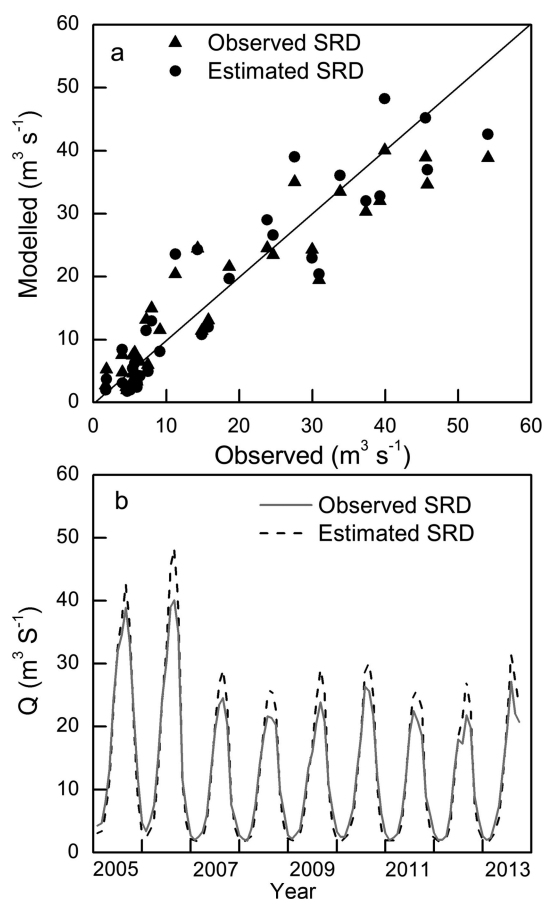 60
a
Observed SRD
Estimated SRD
50
40
30
20
10
0
Modelled (m³ s⁻¹)
0 10 20 30 40 50 60
Observed (m³ s⁻¹)
60
b
Observed SRD
Estimated SRD
50
40
30
20
10
0
Q (m³ S⁻¹)
2005 2007 2009 2011 2013
Year